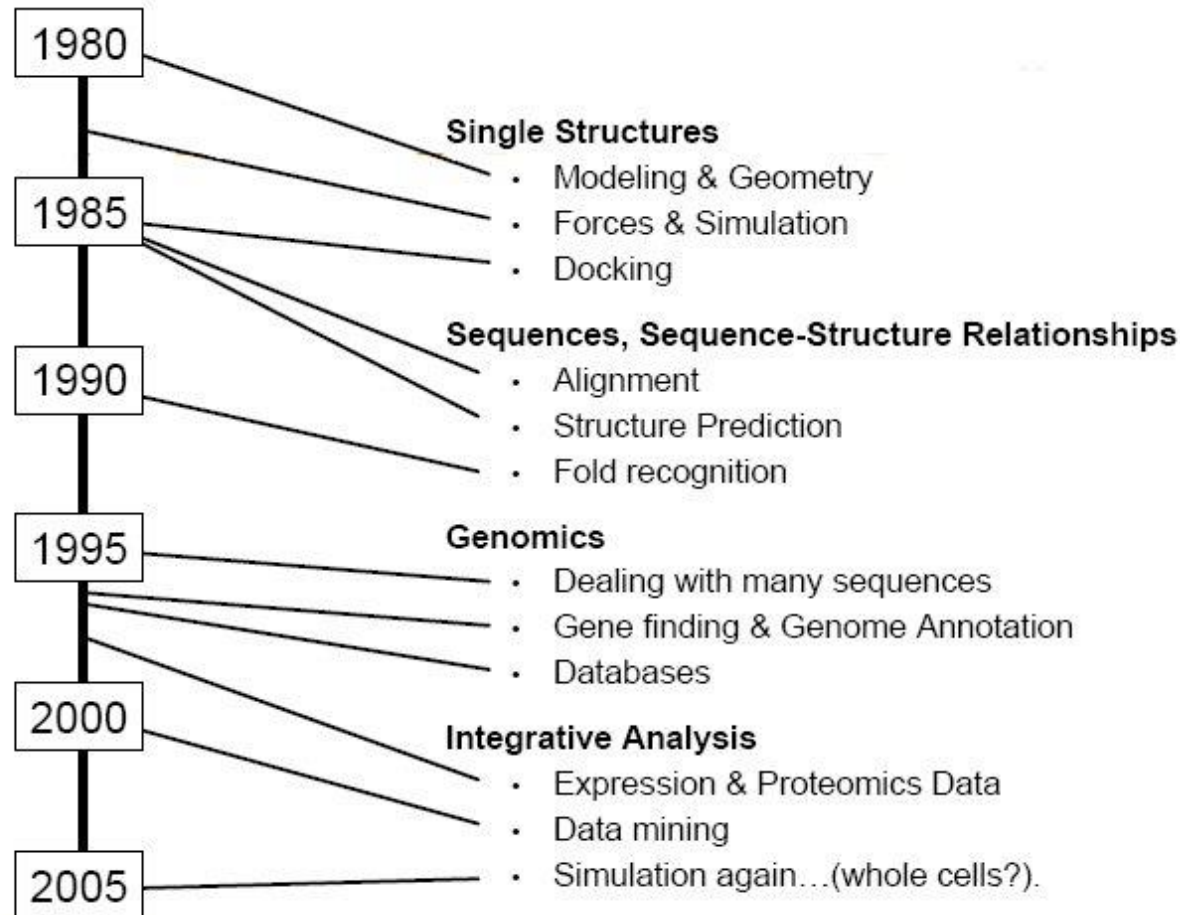 1980
Single Structures
· Modeling & Geometry
· Forces & Simulation
1985
· Docking
Sequences, Sequence-Structure Relationships
1990
· Alignment
· Structure Prediction
· Fold recognition
1995
Genomics
· Dealing with many sequences
· Gene finding & Genome Annotation
· Databases
2000
Integrative Analysis
· Expression & Proteomics Data
· Data mining
2005
· Simulation again…(whole cells?).